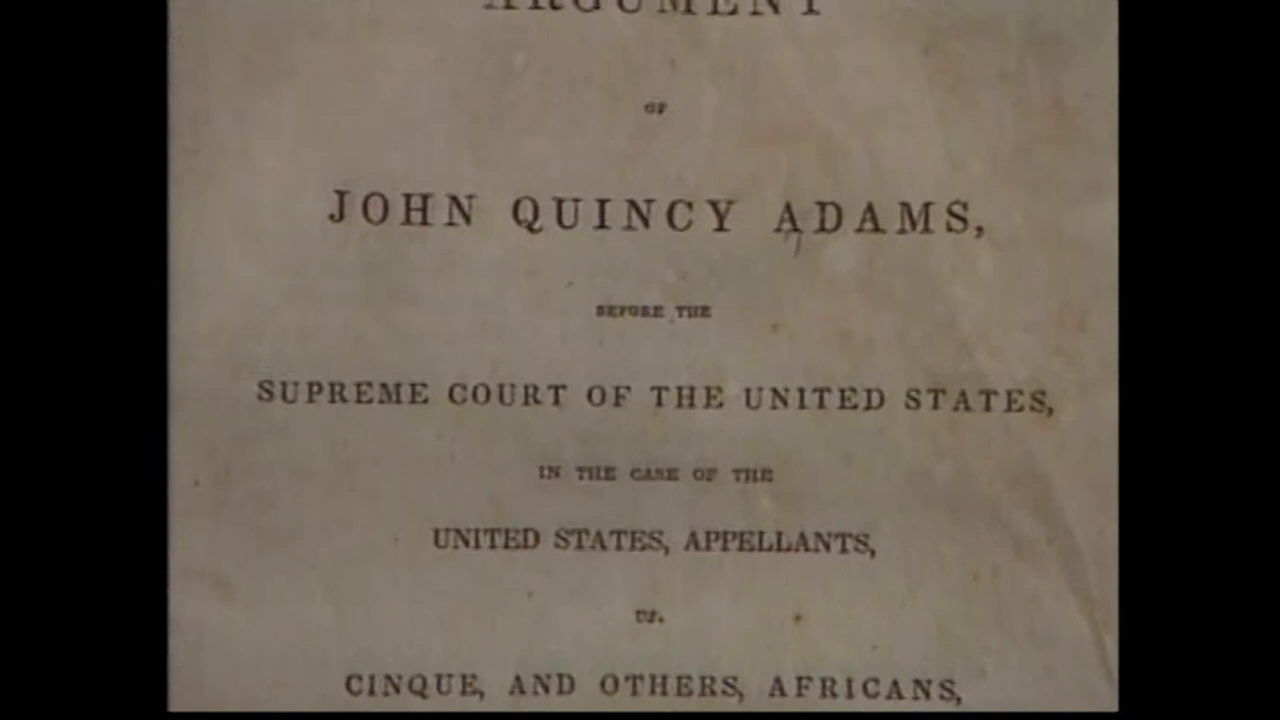 ARGUMENT
OF
JOHN QUINCY ADAMS,
BEFORE THE
SUPREME COURT OF THE UNITED STATES,
IN THE CASE OF THE
UNITED STATES, APPELLANTS,
vs.
CINQUE, AND OTHERS, AFRICANS,